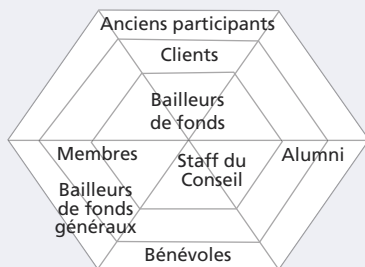 Anciens participants
Clients
Bailleurs
de fonds
Membres
Staff du
Conseil
Alumni
Bailleurs
de fonds
généraux
Bénévoles